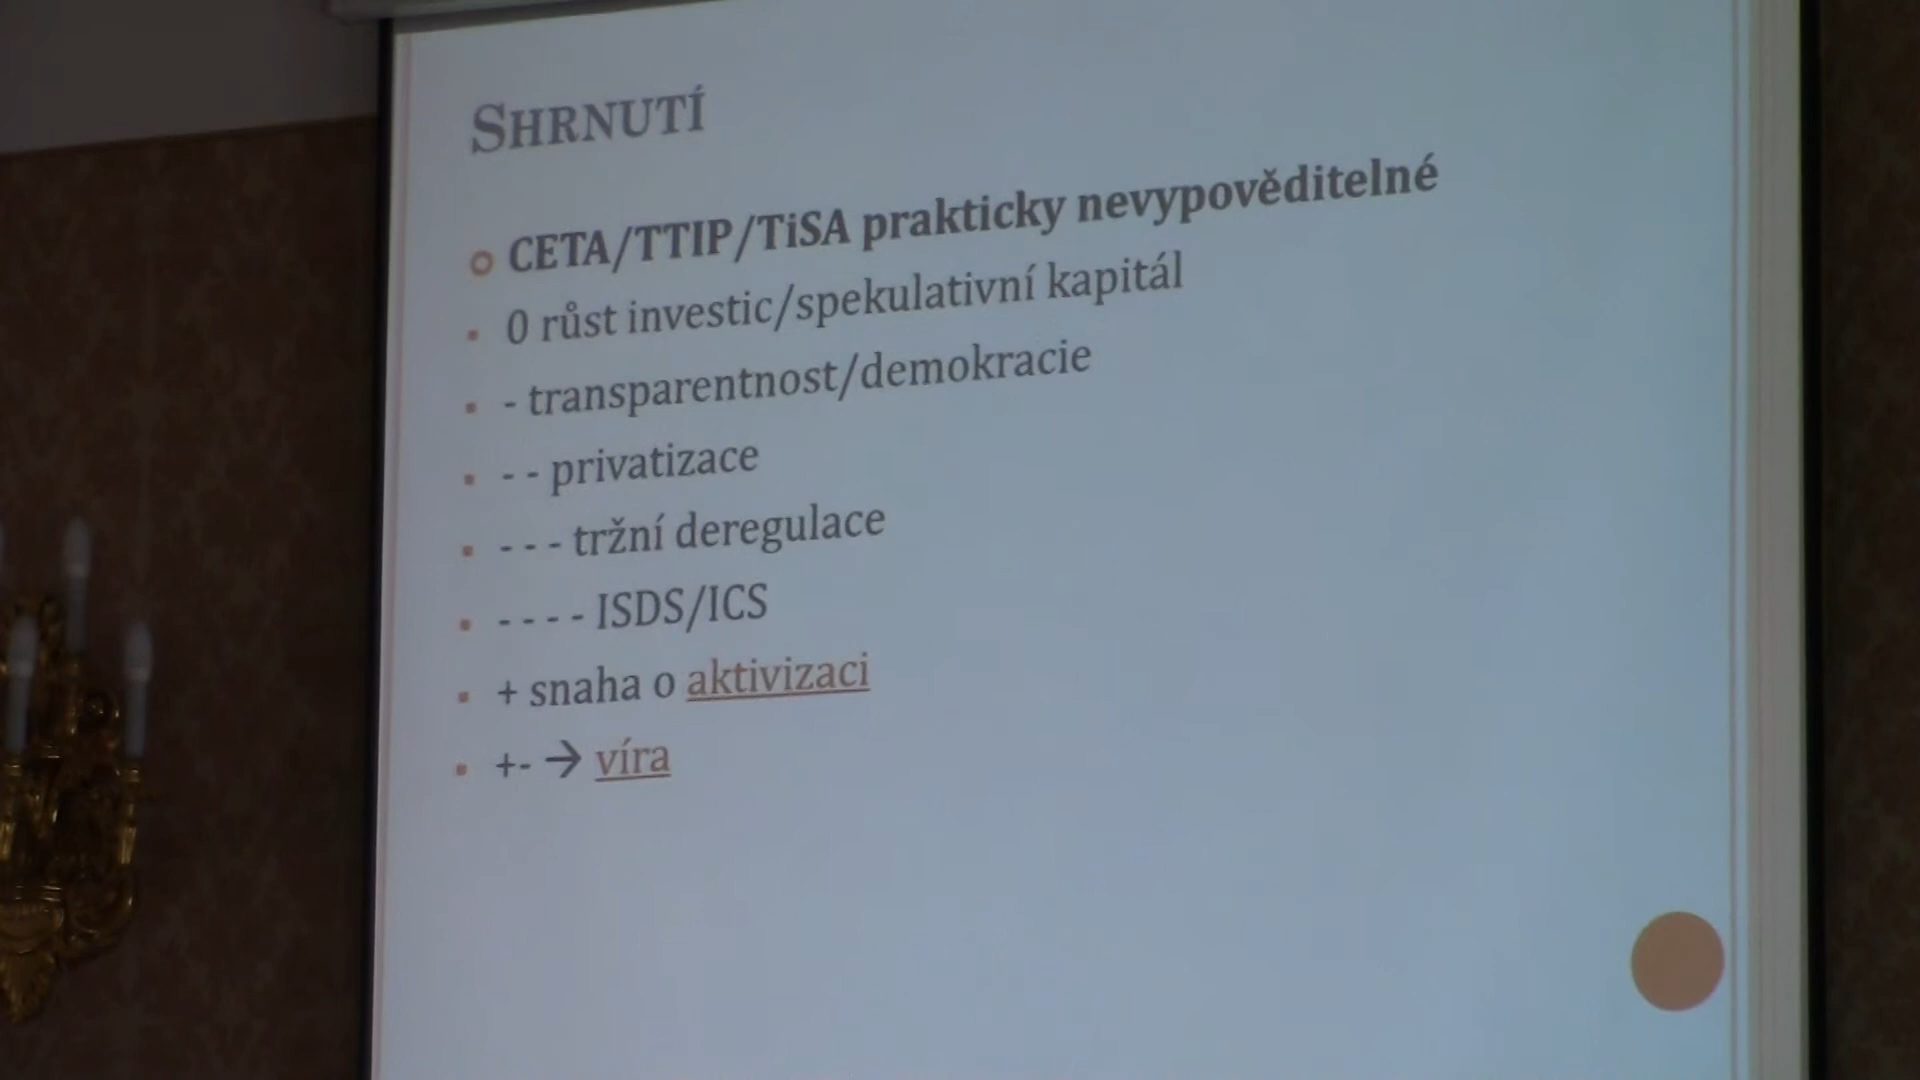 SHRNUTÍ
CETA/TTIP/TiSA prakticky nevypověditelné
0 růst investic/spekulativní kapitál
- transparentnost/demokracie
- - privatizace
- - - tržní deregulace
- - - - ISDS/ICS
+ snaha o aktivizaci
+- → víra